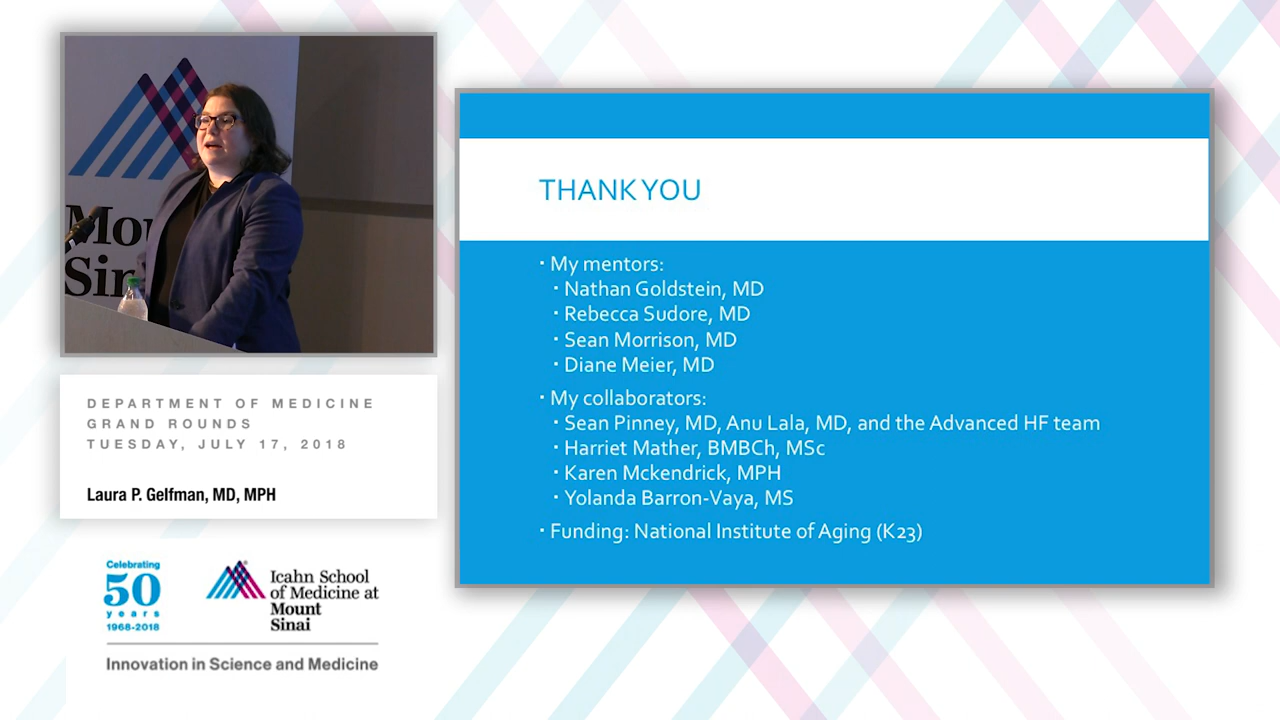 Mount
Sinai
DEPARTMENT OF MEDICINE
GRAND ROUNDS
TUESDAY, JULY 17, 2018
Laura P. Gelfman, MD, MPH
Celebrating
50
years
1968-2018
Icahn School
of Medicine at
Mount
Sinai
Innovation in Science and Medicine
THANK YOU
· My mentors:
· Nathan Goldstein, MD
· Rebecca Sudore, MD
· Sean Morrison, MD
· Diane Meier, MD
· My collaborators:
· Sean Pinney, MD, Anu Lala, MD, and the Advanced HF team
· Harriet Mather, BMBCh, MSc
· Karen Mckendrick, MPH
· Yolanda Barron-Vaya, MS
· Funding: National Institute of Aging (K23)